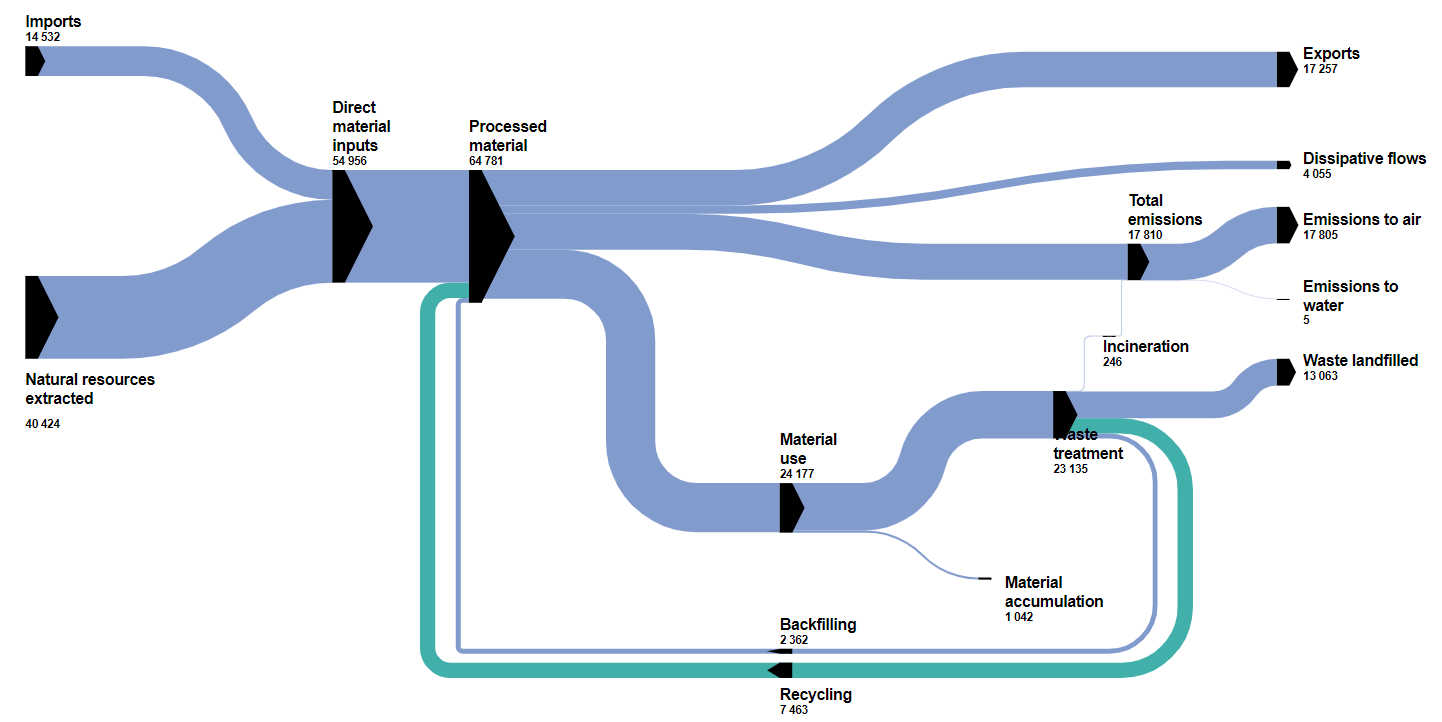 Imports
14 532
Exports
17 257
Direct
material
inputs
54 956
Processed
material
64 781
Dissipative flows
4 055
Total
emissions
17 810
Emissions to air
17 805
Emissions to
water
5
Incineration
246
Waste landfilled
13 063
Natural resources
extracted
40 424
Material
use
24 177
Waste
treatment
23 135
Material
accumulation
1 042
Backfilling
2 362
Recycling
7 463